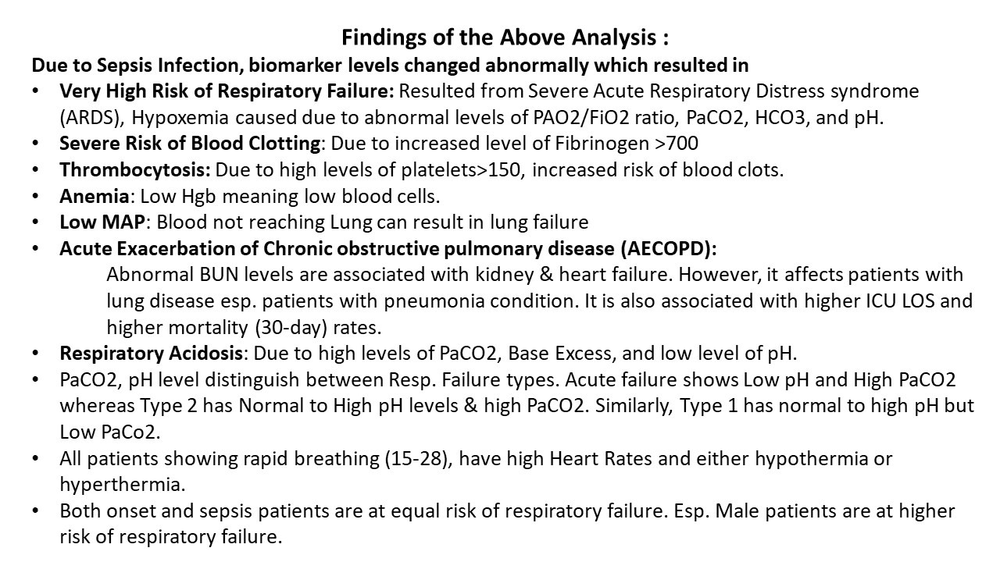 Findings of the Above Analysis :
Due to Sepsis Infection, biomarker levels changed abnormally which resulted in
• Very High Risk of Respiratory Failure: Resulted from Severe Acute Respiratory Distress syndrome
(ARDS), Hypoxemia caused due to abnormal levels of PAO2/FiO2 ratio, PaCO2, HCO3, and pH.
• Severe Risk of Blood Clotting: Due to increased level of Fibrinogen >700
• Thrombocytosis: Due to high levels of platelets>150, increased risk of blood clots.
• Anemia: Low Hgb meaning low blood cells.
• Low MAP: Blood not reaching Lung can result in lung failure
• Acute Exacerbation of Chronic obstructive pulmonary disease (AECOPD):
Abnormal BUN levels are associated with kidney & heart failure. However, it affects patients with
lung disease esp. patients with pneumonia condition. It is also associated with higher ICU LOS and
higher mortality (30-day) rates.
• Respiratory Acidosis: Due to high levels of PaCO2, Base Excess, and low level of pH.
• PaCO2, pH level distinguish between Resp. Failure types. Acute failure shows Low pH and High PaCO2
whereas Type 2 has Normal to High pH levels & high PaCO2. Similarly, Type 1 has normal to high pH but
Low PaCo2.
• All patients showing rapid breathing (15-28), have high Heart Rates and either hypothermia or
hyperthermia.
• Both onset and sepsis patients are at equal risk of respiratory failure. Esp. Male patients are at higher
risk of respiratory failure.